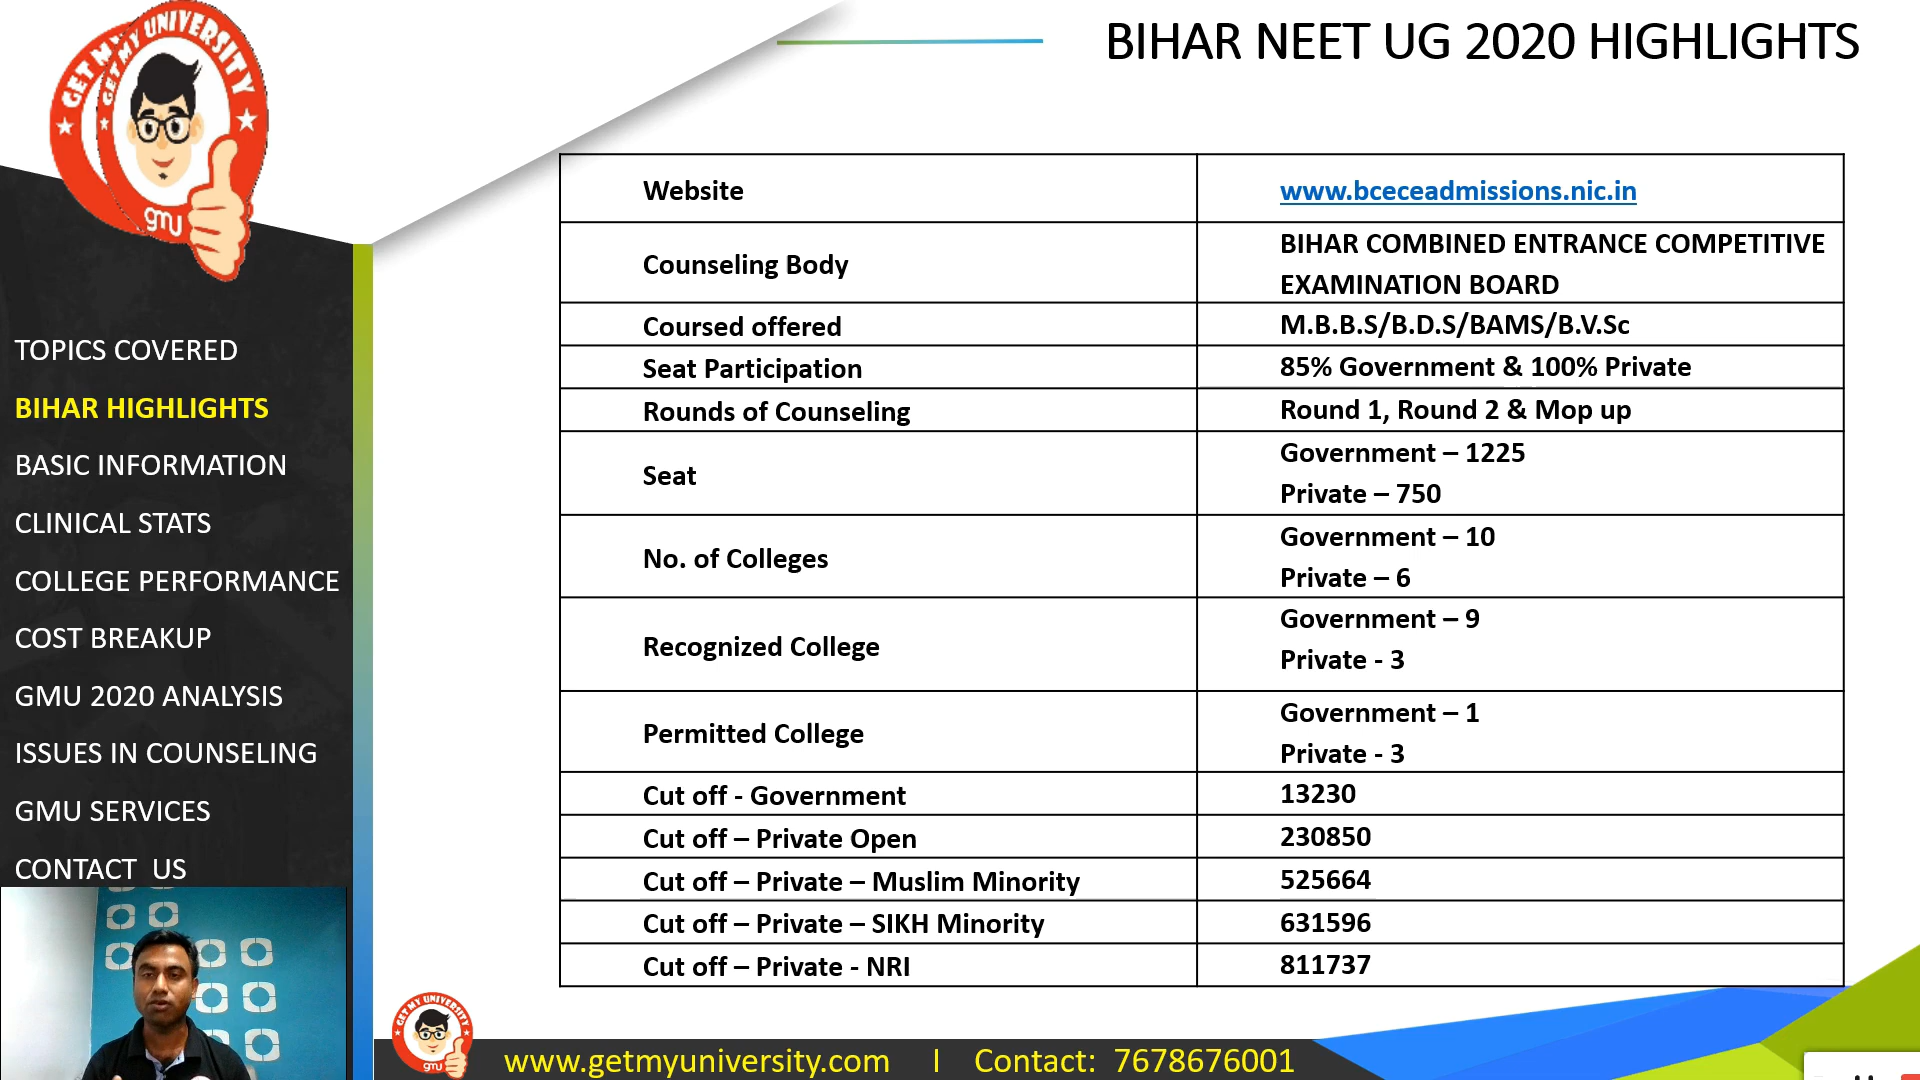 GET MY UNIVERSITY
gmu
BIHAR NEET UG 2020 HIGHLIGHTS
TOPICS COVERED
BIHAR HIGHLIGHTS
BASIC INFORMATION
CLINICAL STATS
COLLEGE PERFORMANCE
COST BREAKUP
GMU 2020 ANALYSIS
ISSUES IN COUNSELING
GMU SERVICES
CONTACT US
Website www.bceceadmissions.nic.in
Counseling Body BIHAR COMBINED ENTRANCE COMPETITIVE
EXAMINATION BOARD
Coursed offered M.B.B.S/B.D.S/BAMS/B.V.Sc
Seat Participation 85% Government & 100% Private
Rounds of Counseling Round 1, Round 2 & Mop up
Seat Government – 1225
Private – 750
No. of Colleges Government – 10
Private – 6
Recognized College Government – 9
Private - 3
Permitted College Government – 1
Private - 3
Cut off - Government 13230
Cut off – Private Open 230850
Cut off – Private – Muslim Minority 525664
Cut off – Private – SIKH Minority 631596
Cut off – Private - NRI 811737
GET MY UNIVERSITY
gmu
www.getmyuniversity.com I Contact: 7678676001